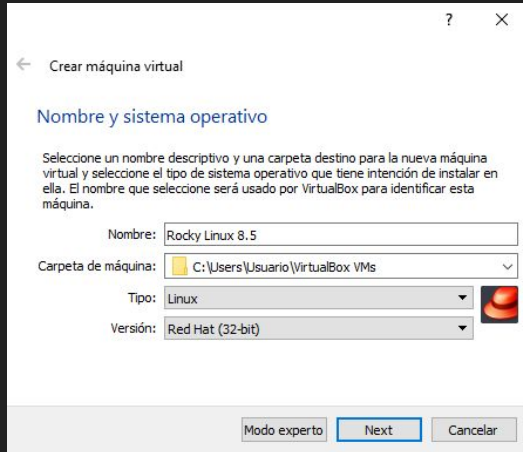 ?
Crear máquina virtual
Nombre y sistema operativo
Seleccione un nombre descriptivo y una carpeta destino para la nueva máquina
virtual y seleccione el tipo de sistema operativo que tiene intención de instalar en
ella. El nombre que seleccione será usado por VirtualBox para identificar esta
máquina.
Nombre: Rocky Linux 8.5
Carpeta de máquina: C:\Users\Usuario\VirtualBox VMs
Tipo: Linux
Versión: Red Hat (32-bit)
Modo experto Next Cancelar